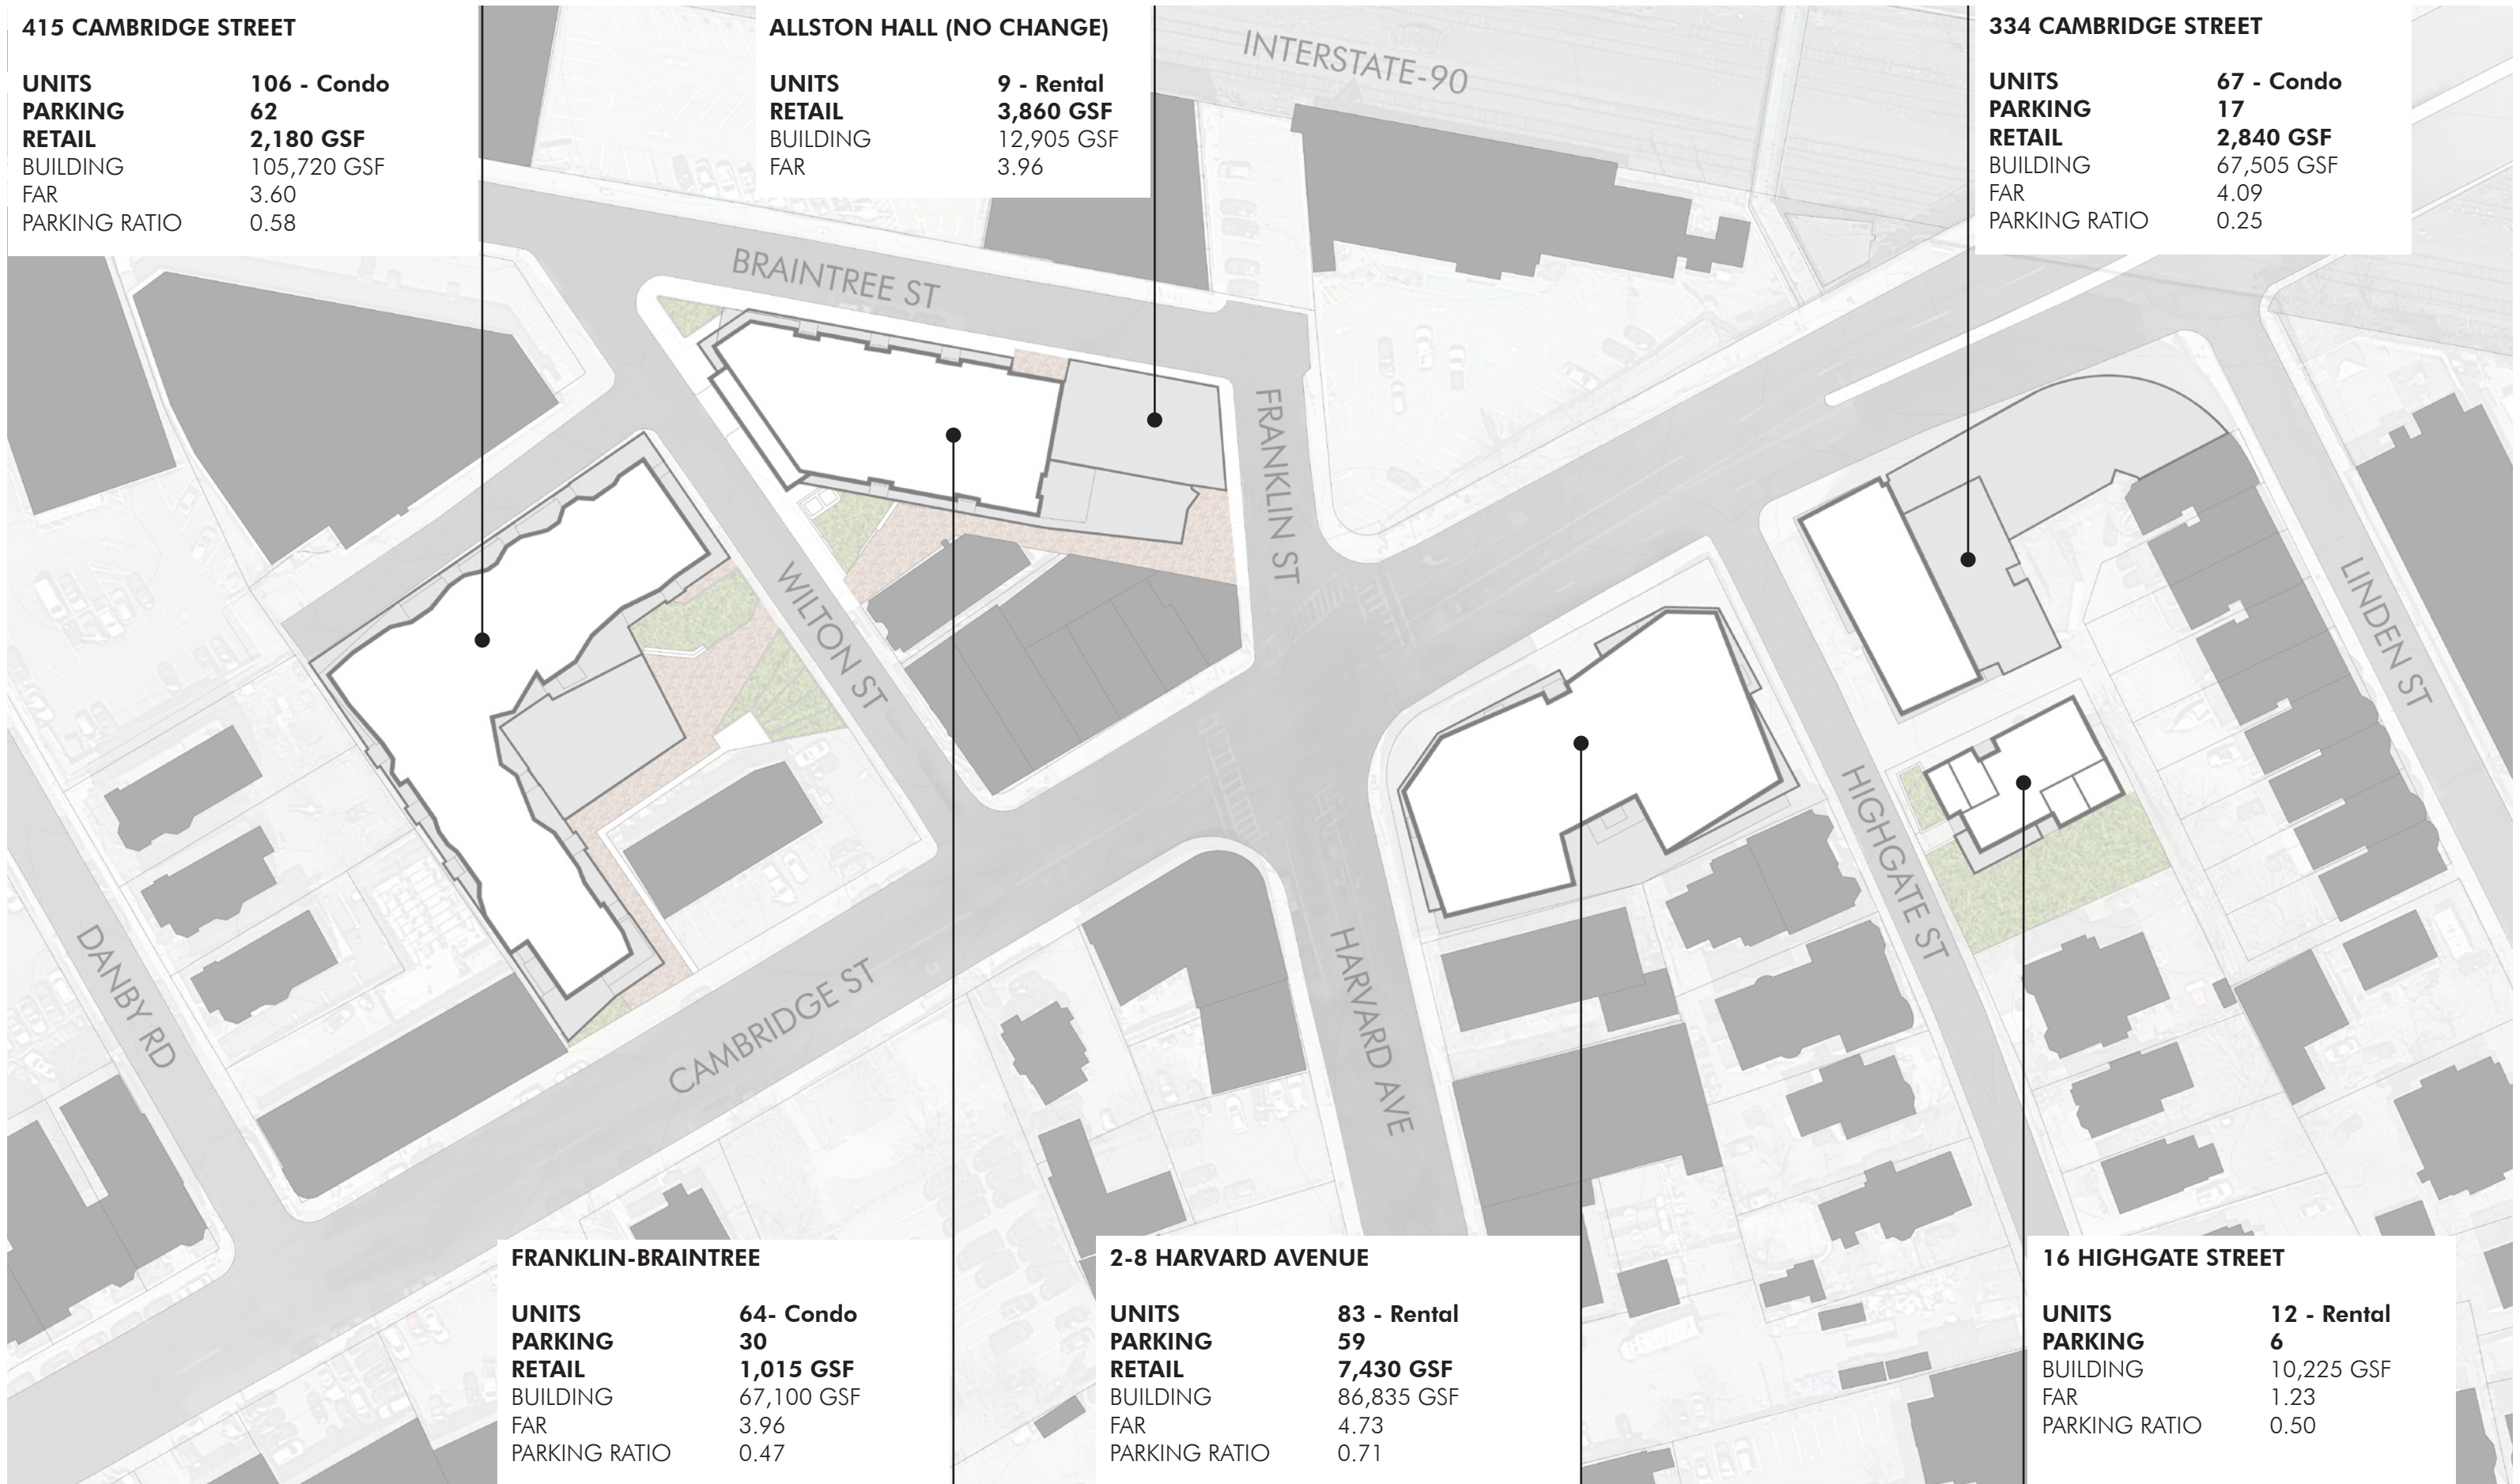 415 CAMBRIDGE STREET
UNITS 106 - Condo
PARKING 62
RETAIL 2,180 GSF
BUILDING 105,720 GSF
FAR 3.60
PARKING RATIO 0.58
ALLSTON HALL (NO CHANGE)
UNITS 9 - Rental
RETAIL 3,860 GSF
BUILDING 12,905 GSF
FAR 3.96
334 CAMBRIDGE STREET
UNITS 67 - Condo
PARKING 17
RETAIL 2,840 GSF
BUILDING 67,505 GSF
FAR 4.09
PARKING RATIO 0.25
INTERSTATE-90
BRAINTREE ST
FRANKLIN ST
WILTON ST
LINDEN ST
HIGHGATE ST
DANBY RD
CAMBRIDGE ST
HARVARD AVE
FRANKLIN-BRAINTREE
UNITS 64- Condo
PARKING 30
RETAIL 1,015 GSF
BUILDING 67,100 GSF
FAR 3.96
PARKING RATIO 0.47
2-8 HARVARD AVENUE
UNITS 83 - Rental
PARKING 59
RETAIL 7,430 GSF
BUILDING 86,835 GSF
FAR 4.73
PARKING RATIO 0.71
16 HIGHGATE STREET
UNITS 12 - Rental
PARKING 6
BUILDING 10,225 GSF
FAR 1.23
PARKING RATIO 0.50